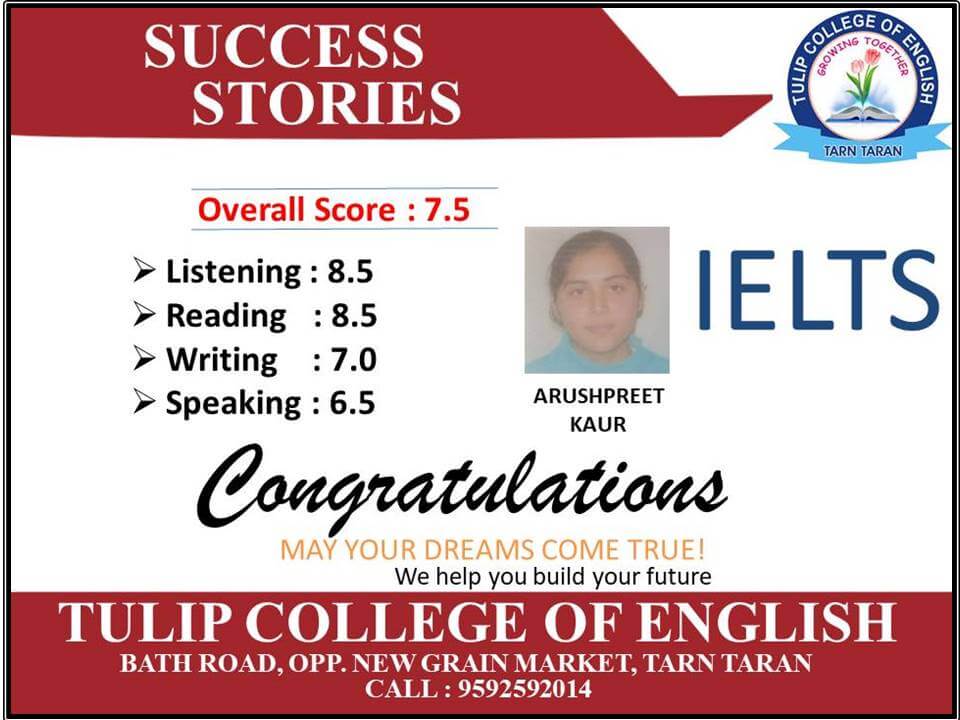 SUCCESS
STORIES
TULIP COLLEGE OF ENGLISH
GROWING TOGETHER
TARN TARAN
Overall Score : 7.5
Listening : 8.5
Reading : 8.5
Writing : 7.0
Speaking : 6.5
IELTS
ARUSHPREET
KAUR
Congratulations
MAY YOUR DREAMS COME TRUE!
We help you build your future
TULIP COLLEGE OF ENGLISH
BATH ROAD, OPP. NEW GRAIN MARKET, TARN TARAN
CALL : 9592592014